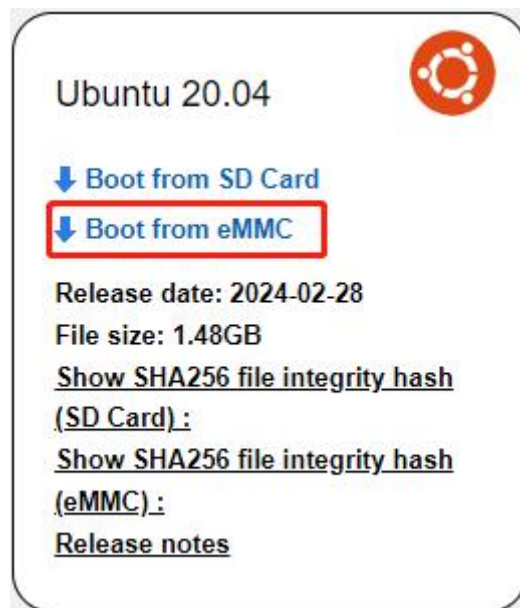 Ubuntu 20.04
Boot from SD Card
Boot from eMMC
Release date: 2024-02-28
File size: 1.48GB
Show SHA256 file integrity hash
(SD Card) :
Show SHA256 file integrity hash
(eMMC) :
Release notes